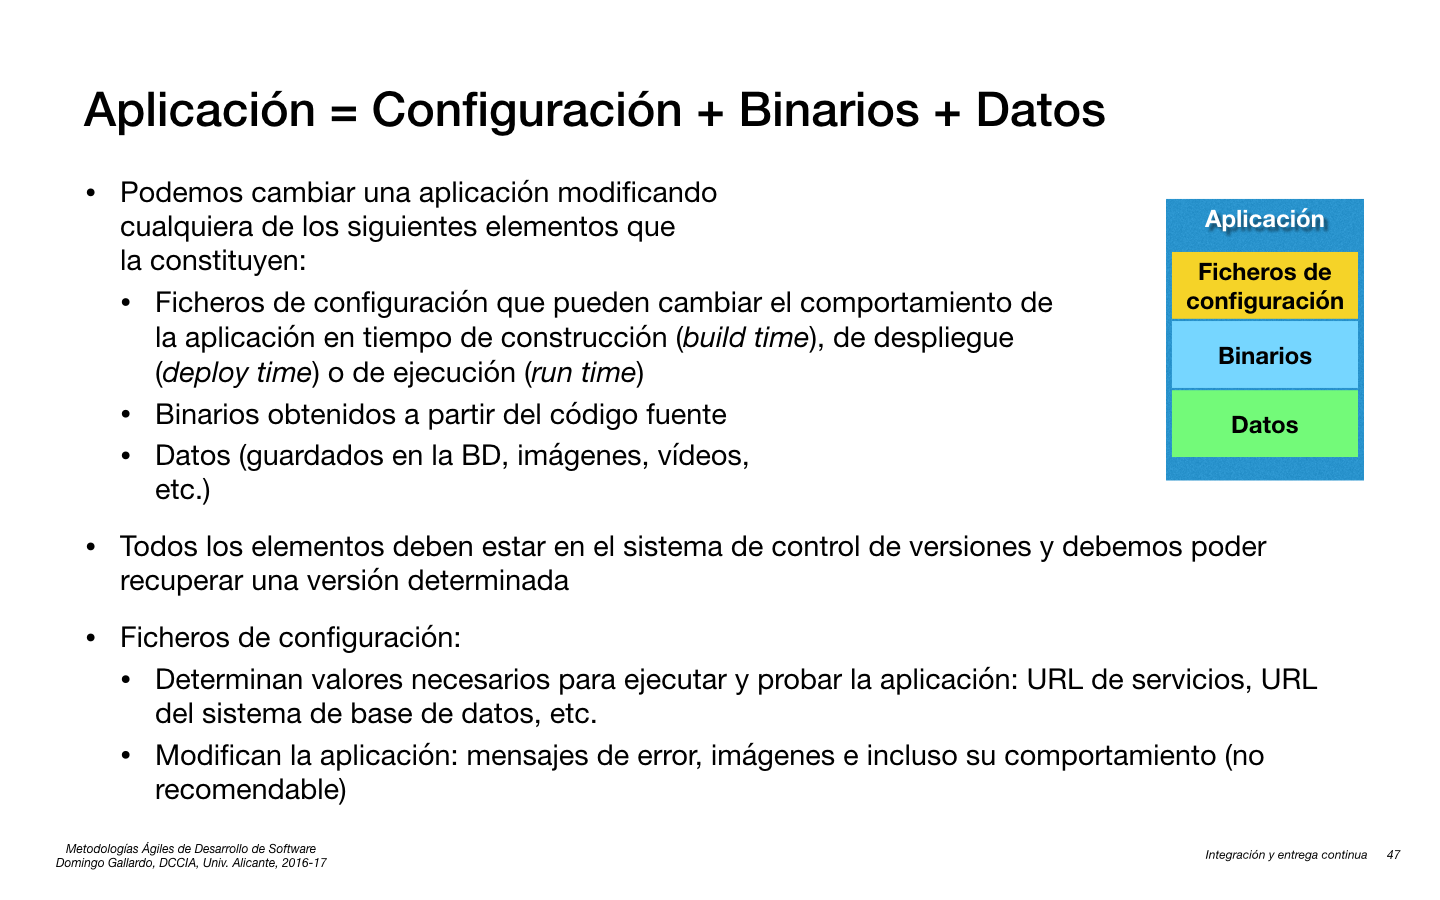 Aplicación = Configuración + Binarios + Datos
• Podemos cambiar una aplicación modificando
cualquiera de los siguientes elementos que
la constituyen:
• Ficheros de configuración que pueden cambiar el comportamiento de
la aplicación en tiempo de construcción (build time), de despliegue
(deploy time) o de ejecución (run time)
• Binarios obtenidos a partir del código fuente
• Datos (guardados en la BD, imágenes, vídeos,
etc.)
Aplicación
Ficheros de
configuración
Binarios
Datos
• Todos los elementos deben estar en el sistema de control de versiones y debemos poder
recuperar una versión determinada
• Ficheros de configuración:
• Determinan valores necesarios para ejecutar y probar la aplicación: URL de servicios, URL
del sistema de base de datos, etc.
• Modifican la aplicación: mensajes de error, imágenes e incluso su comportamiento (no
recomendable)
Metodologías Ágiles de Desarrollo de Software
Domingo Gallardo, DCCIA, Univ. Alicante, 2016-17
Integración y entrega continua 47